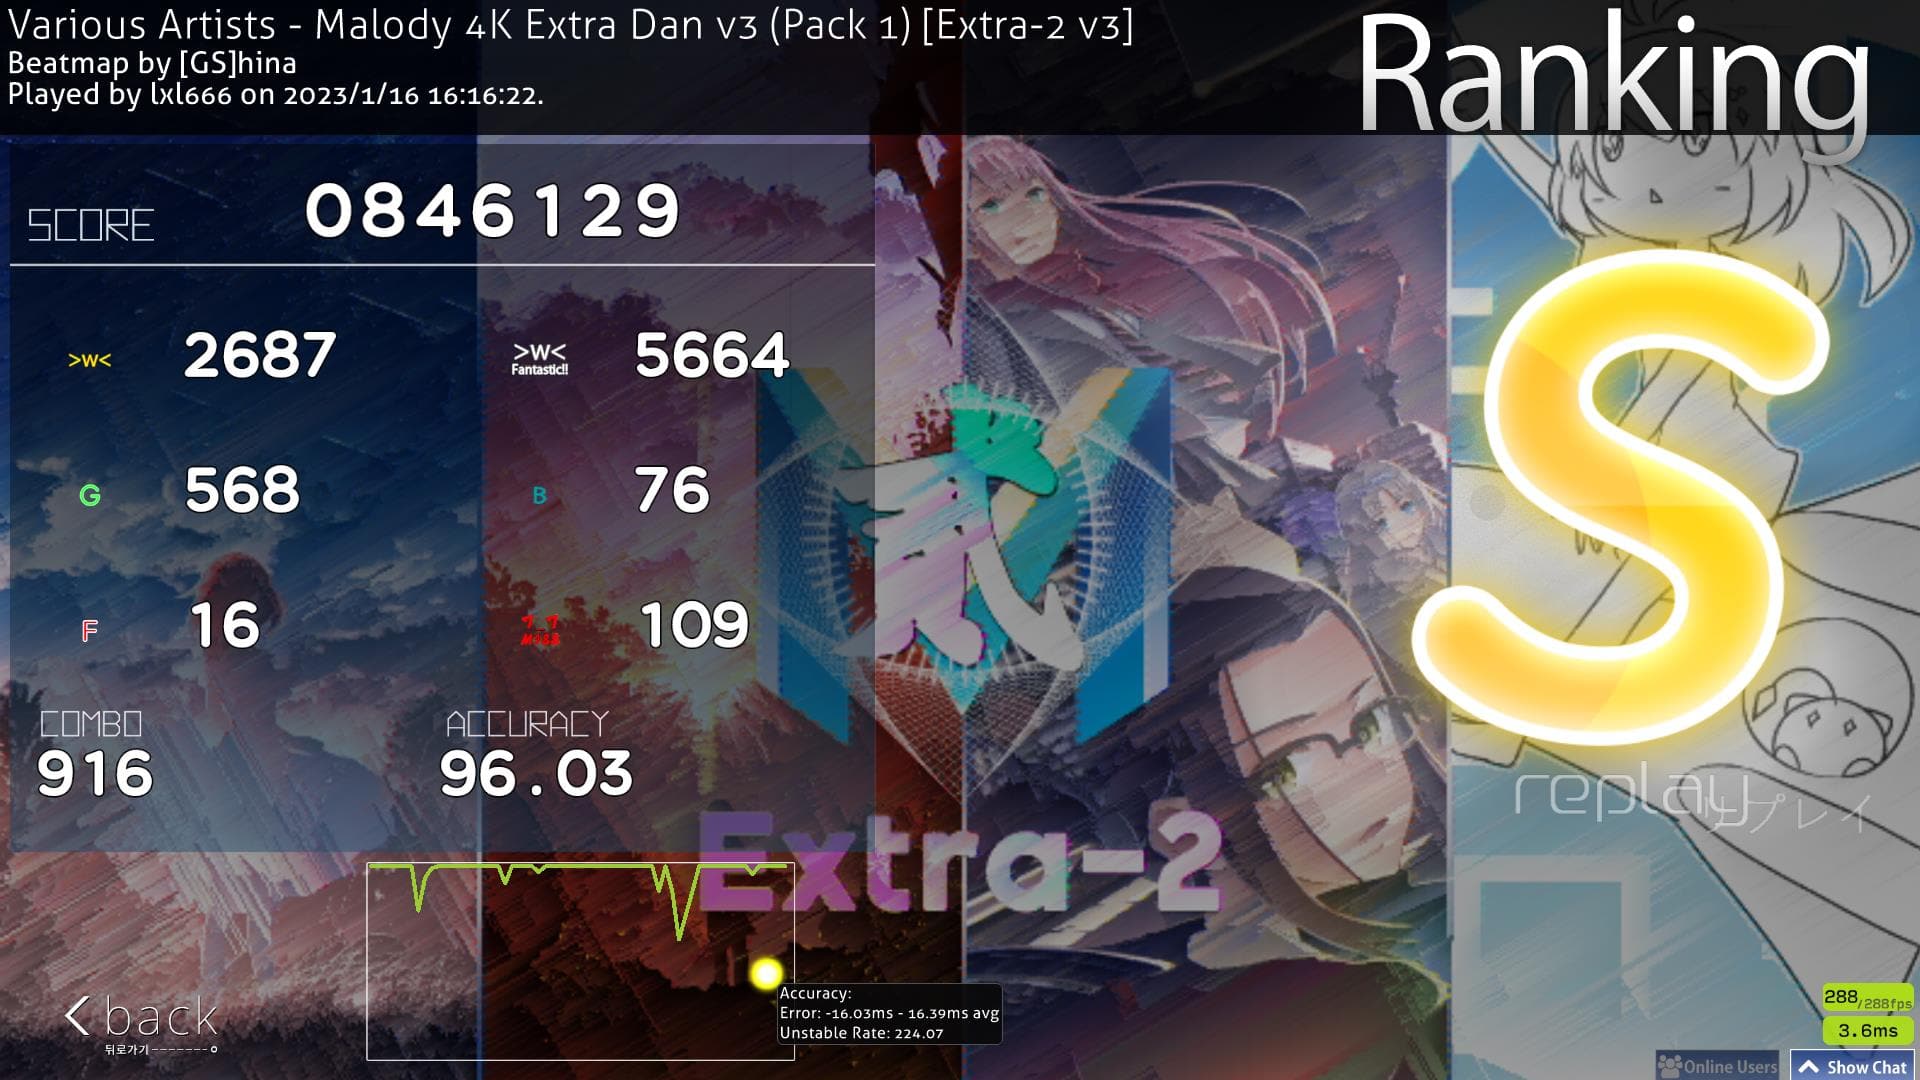 Various Artists - Malody 4K Extra Dan v3 (Pack 1) [Extra-2 v3]
Beatmap by [GS]hina
Played by lxl666 on 2023/1/16 16:16:22.
Ranking
SCORE 0846129
>w< 2687 >w< Fantastic!! 5664
G 568 B 76
F 16 T_T MISS 109
COMBO ACCURACY
916 96.03
S
replay
リプレイ
Extra-2
Accuracy:
Error: -16.03ms - 16.39ms avg
Unstable Rate: 224.07
back
뒤로가기
288/288fps
3.6ms
Online Users
Show Chat